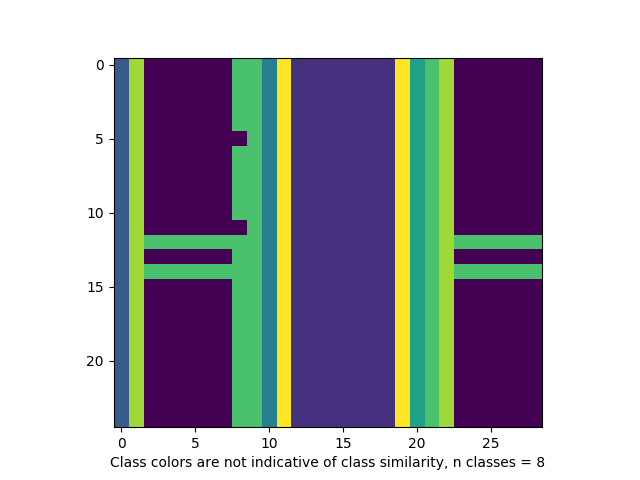 0
5
10
15
20
0 5 10 15 20 25
Class colors are not indicative of class similarity, n classes = 8